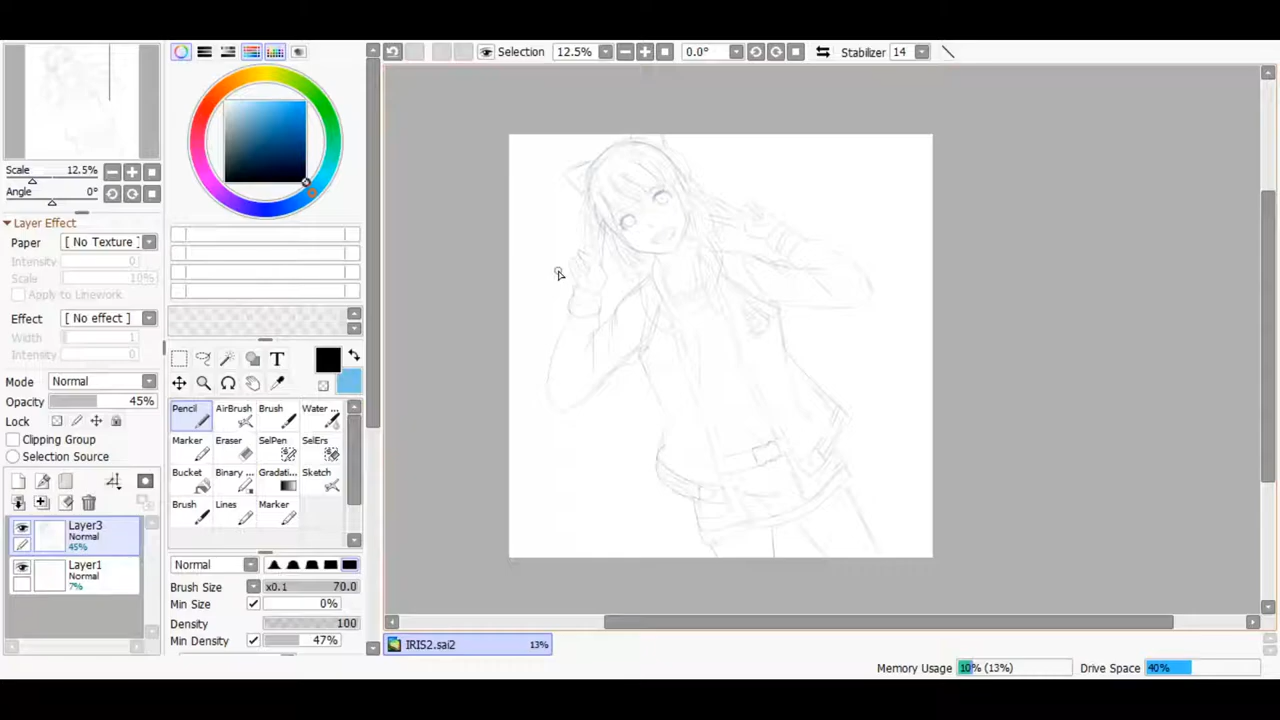 Selection 12.5% 0.0° Stabilizer 14
Scale 12.5%
Angle 0°
Layer Effect
Paper [ No Texture ]
Intensity 0
Scale 10%
Apply to Linework
Effect [ No effect ]
Width 1
Intensity 0
Mode Normal
Opacity 45%
Lock
Clipping Group
Selection Source
Layer3
Normal
45%
Layer1
Normal
7%
T
Pencil AirBrush Brush Water ...
Marker Eraser SelPen SelErs
Bucket Binary ... Gradati... Sketch
Brush Lines Marker
Normal
Brush Size x0.1 70.0
Min Size 0%
Density 100
Min Density 47%
IRIS2.sai2 13%
Memory Usage 10% (13%) Drive Space 40%